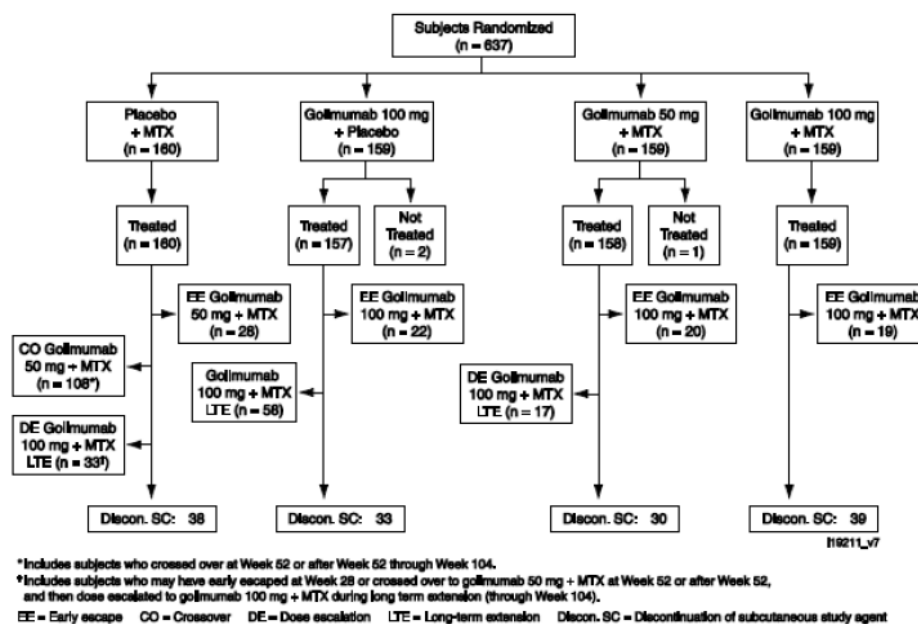 Subjects Randomized
(n = 637)
Placebo
+ MTX
(n = 160)
Golimumab 100 mg
+ Placebo
(n = 159)
Golimumab 50 mg
+ MTX
(n = 159)
Golimumab 100 mg
+ MTX
(n = 159)
Treated
(n = 160)
Treated
(n = 157)
Not
Treated
(n = 2)
Treated
(n = 158)
Not
Treated
(n = 1)
Treated
(n = 159)
EE Golimumab
50 mg + MTX
(n = 28)
EE Golimumab
100 mg + MTX
(n = 22)
EE Golimumab
100 mg + MTX
(n = 20)
EE Golimumab
100 mg + MTX
(n = 19)
CO Golimumab
50 mg + MTX
(n = 108*)
Golimumab
100 mg + MTX
LTE (n = 58)
DE Golimumab
100 mg + MTX
LTE (n = 17)
DE Golimumab
100 mg + MTX
LTE (n = 33†)
Discon. SC: 38
Discon. SC: 33
Discon. SC: 30
Discon. SC: 39
I19211_v7
*Includes subjects who crossed over at Week 52 or after Week 52 through Week 104.
†Includes subjects who may have early escaped at Week 28 or crossed over to golimumab 50 mg + MTX at Week 52 or after Week 52,
and then dose escalated to golimumab 100 mg + MTX during long term extension (through Week 104).
EE = Early escape CO = Crossover DE = Dose escalation LTE = Long-term extension Discon. SC = Discontinuation of subcutaneous study agent